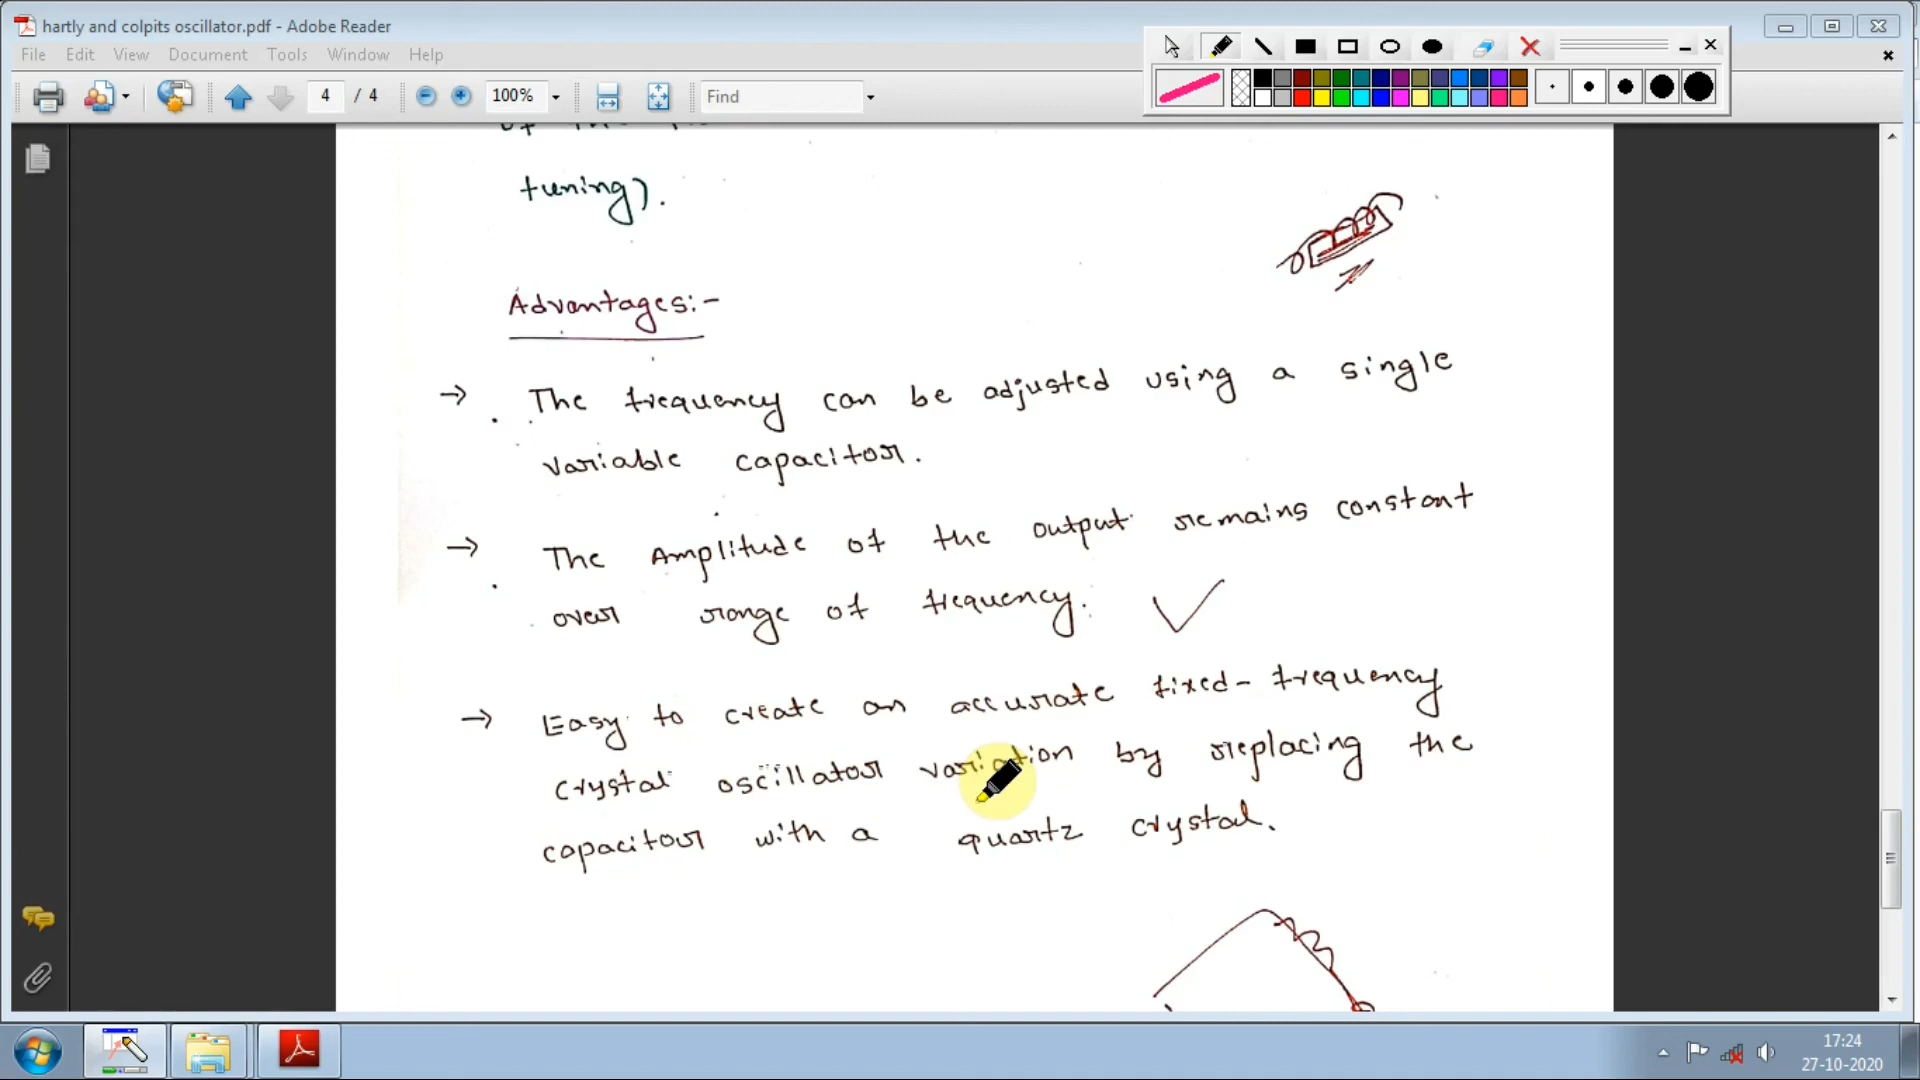 hartly and colpits oscillator.pdf - Adobe Reader
File Edit View Document Tools Window Help
4 / 4 100% Find
of the
tuning).
Advantages:-
→ The frequency can be adjusted using a single
variable capacitor.
→ The Amplitude of the output remains constant
over range of frequency.
→ Easy to create an accurate fixed-frequency
crystal oscillator variation by replacing the
capacitor with a quartz crystal.
17:24
27-10-2020